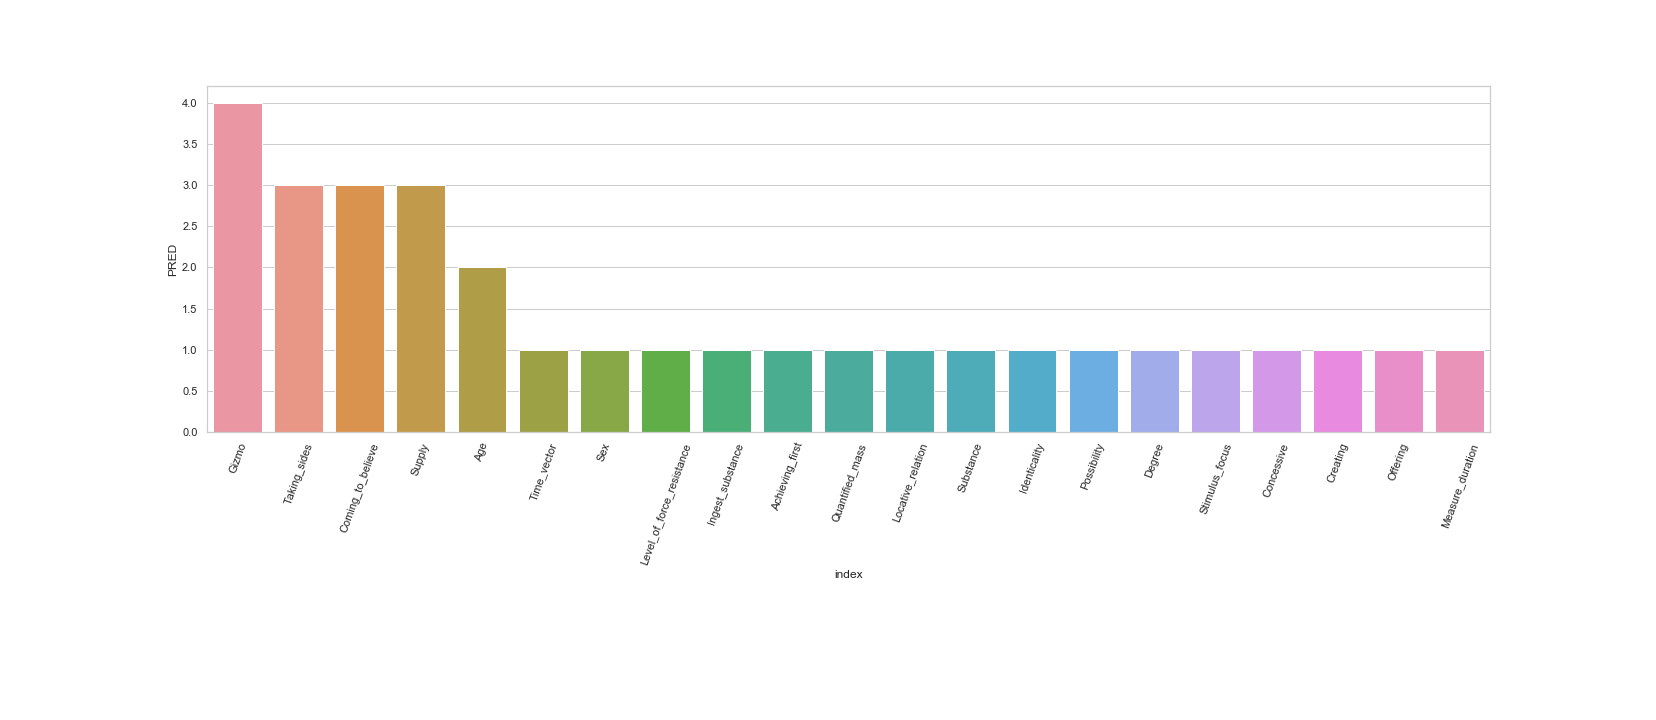 4.0
3.5
3.0
2.5
2.0
1.5
1.0
0.5
0.0
PRED
Gizmo
Taking_sides
Coming_to_believe
Supply
Age
Time_vector
Sex
Level_of_force_resistance
Ingest_substance
Achieving_first
Quantified_mass
Locative_relation
Substance
Identicality
Possibility
Degree
Stimulus_focus
Concessive
Creating
Offering
Measure_duration
index